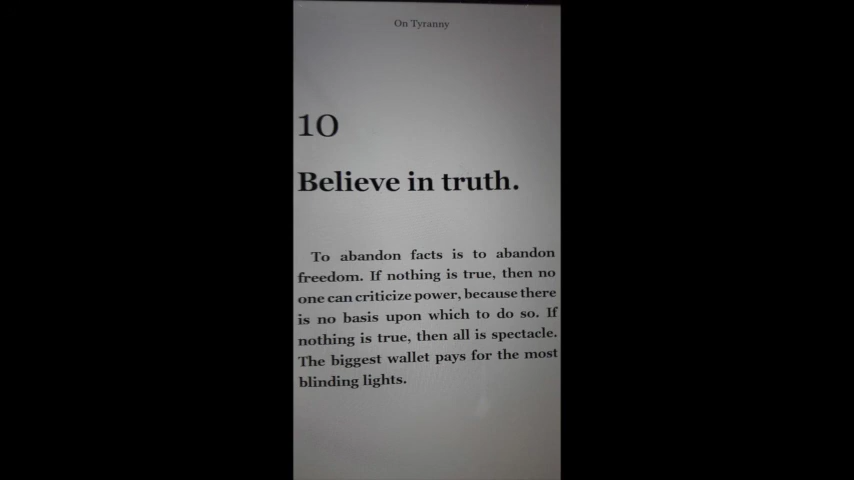 On Tyranny
10
Believe in truth.
To abandon facts is to abandon
freedom. If nothing is true, then no
one can criticize power, because there
is no basis upon which to do so. If
nothing is true, then all is spectacle.
The biggest wallet pays for the most
blinding lights.